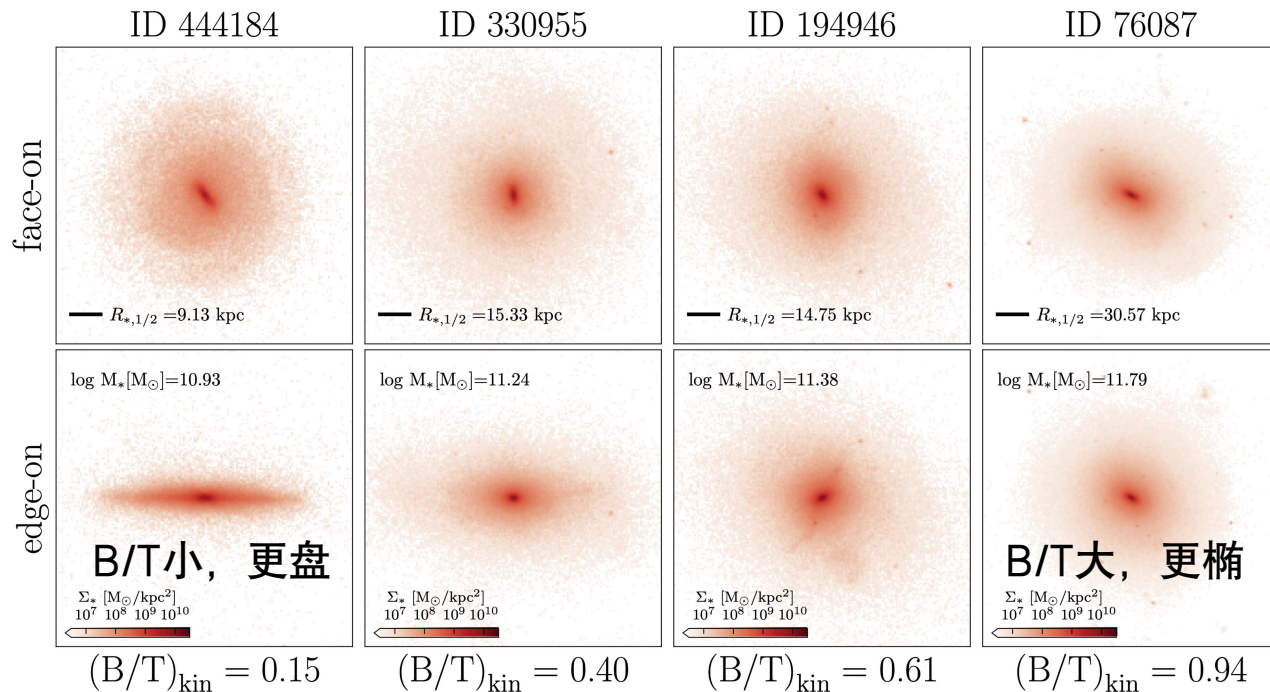 ID 444184
ID 330955
ID 194946
ID 76087
face-on
R*,1/2 =9.13 kpc
R*,1/2 =15.33 kpc
R*,1/2 =14.75 kpc
R*,1/2 =30.57 kpc
edge-on
log M*[M⊙]=10.93
log M*[M⊙]=11.24
log M*[M⊙]=11.38
log M*[M⊙]=11.79
B/T小，更盘
B/T大，更椭
Σ* [M⊙/kpc²]
10⁷ 10⁸ 10⁹ 10¹⁰
Σ* [M⊙/kpc²]
10⁷ 10⁸ 10⁹ 10¹⁰
Σ* [M⊙/kpc²]
10⁷ 10⁸ 10⁹ 10¹⁰
Σ* [M⊙/kpc²]
10⁷ 10⁸ 10⁹ 10¹⁰
(B/T)kin = 0.15
(B/T)kin = 0.40
(B/T)kin = 0.61
(B/T)kin = 0.94